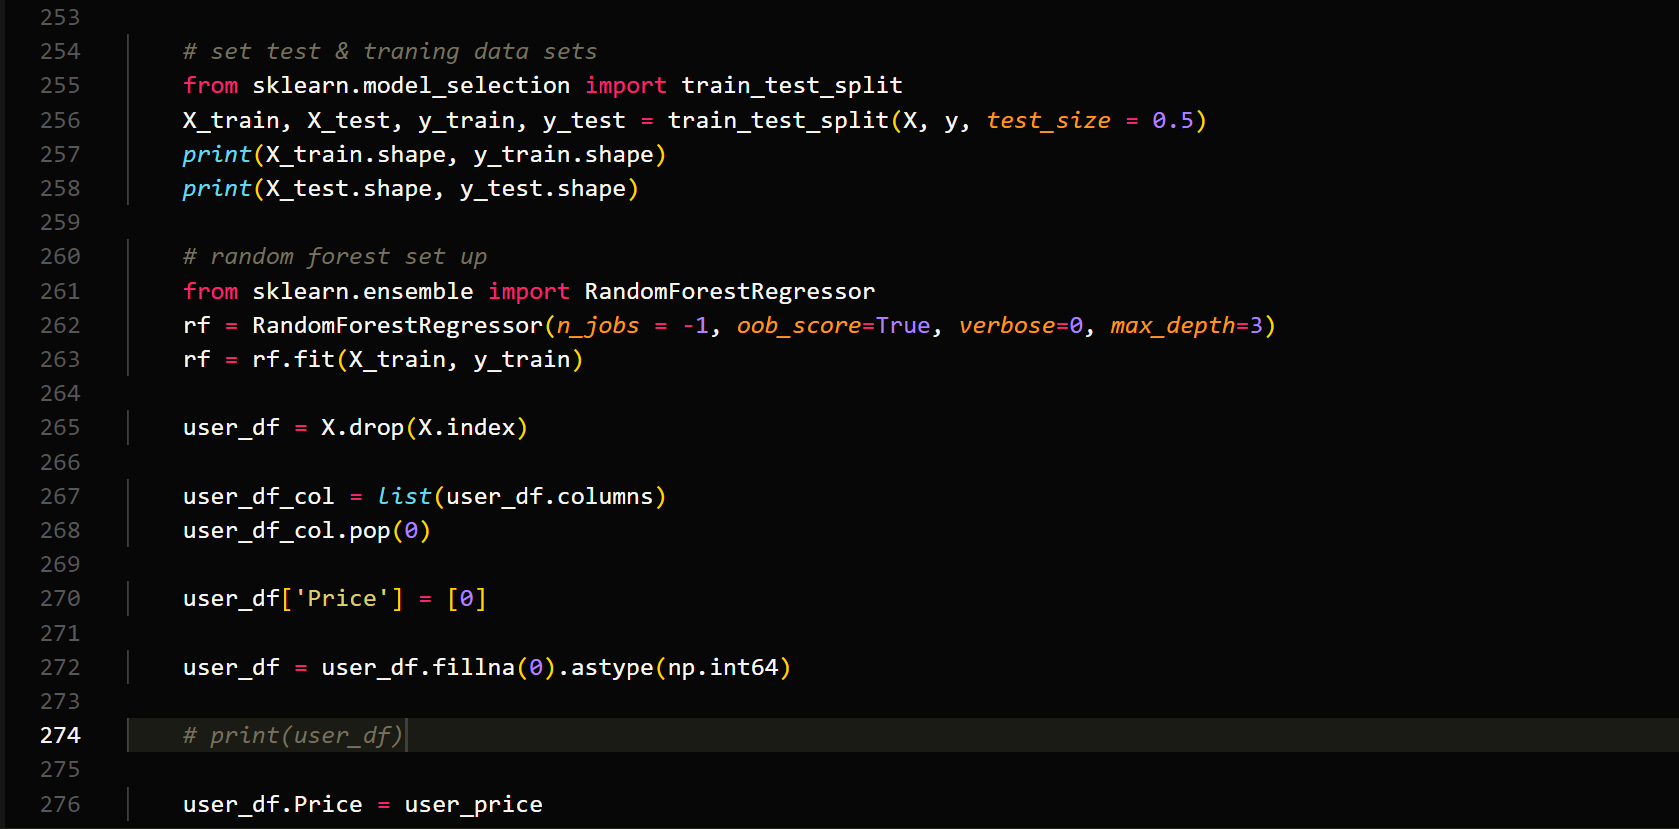 253
254 # set test & traning data sets
255 from sklearn.model_selection import train_test_split
256 X_train, X_test, y_train, y_test = train_test_split(X, y, test_size = 0.5)
257 print(X_train.shape, y_train.shape)
258 print(X_test.shape, y_test.shape)
259
260 # random forest set up
261 from sklearn.ensemble import RandomForestRegressor
262 rf = RandomForestRegressor(n_jobs = -1, oob_score=True, verbose=0, max_depth=3)
263 rf = rf.fit(X_train, y_train)
264
265 user_df = X.drop(X.index)
266
267 user_df_col = list(user_df.columns)
268 user_df_col.pop(0)
269
270 user_df['Price'] = [0]
271
272 user_df = user_df.fillna(0).astype(np.int64)
273
274 # print(user_df)
275
276 user_df.Price = user_price